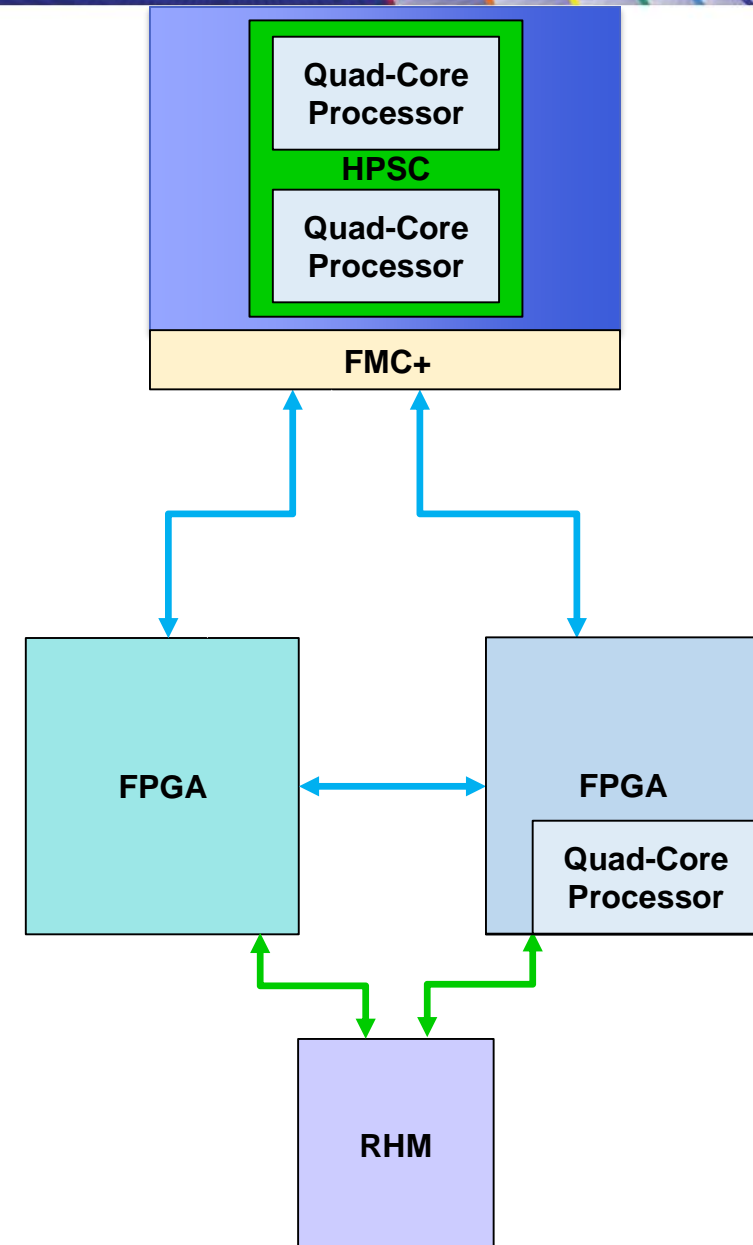 Quad-Core
Processor
HPSC
Quad-Core
Processor
FMC+
FPGA
FPGA
Quad-Core
Processor
RHM